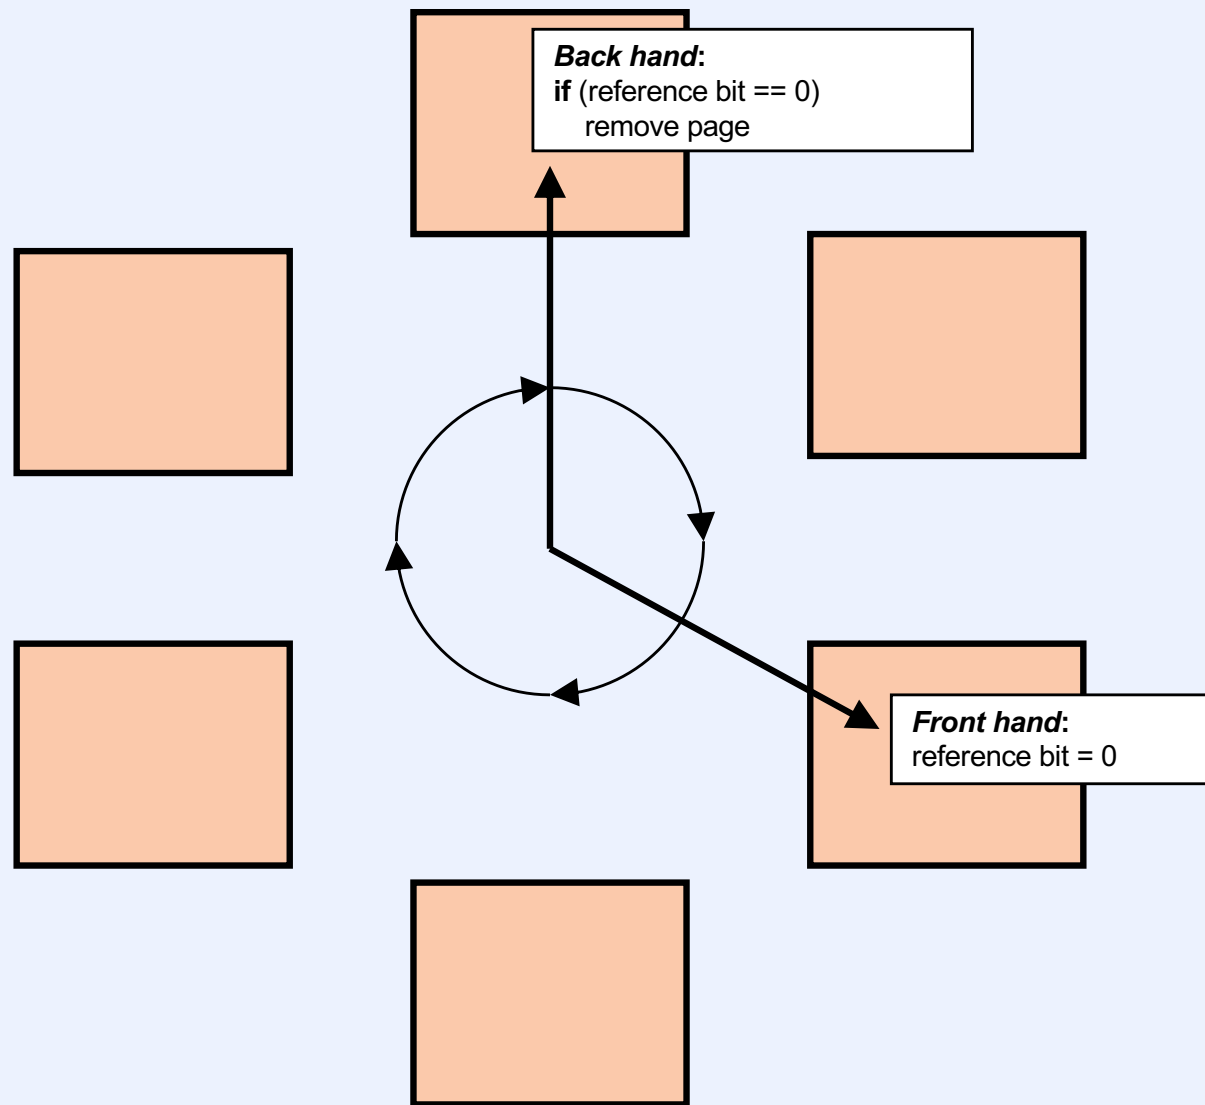 Back hand:
if (reference bit == 0)
remove page
Front hand:
reference bit = 0